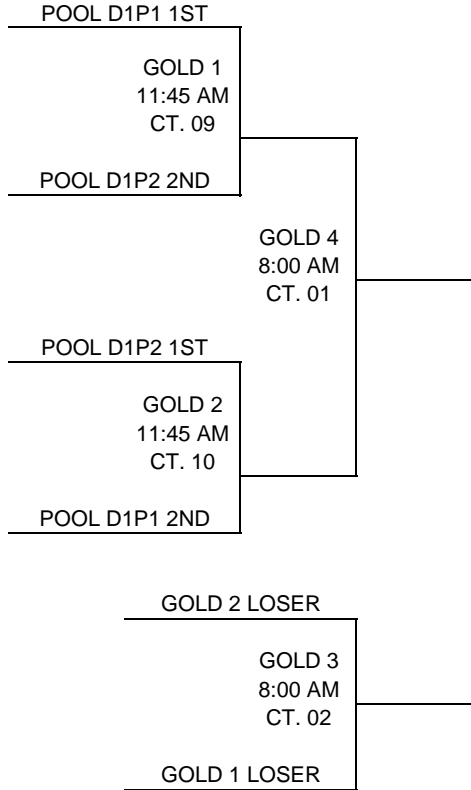 POOL D1P1 1ST
GOLD 1
11:45 AM
CT. 09
POOL D1P2 2ND
GOLD 4
8:00 AM
CT. 01
POOL D1P2 1ST
GOLD 2
11:45 AM
CT. 10
POOL D1P1 2ND
GOLD 2 LOSER
GOLD 3
8:00 AM
CT. 02
GOLD 1 LOSER